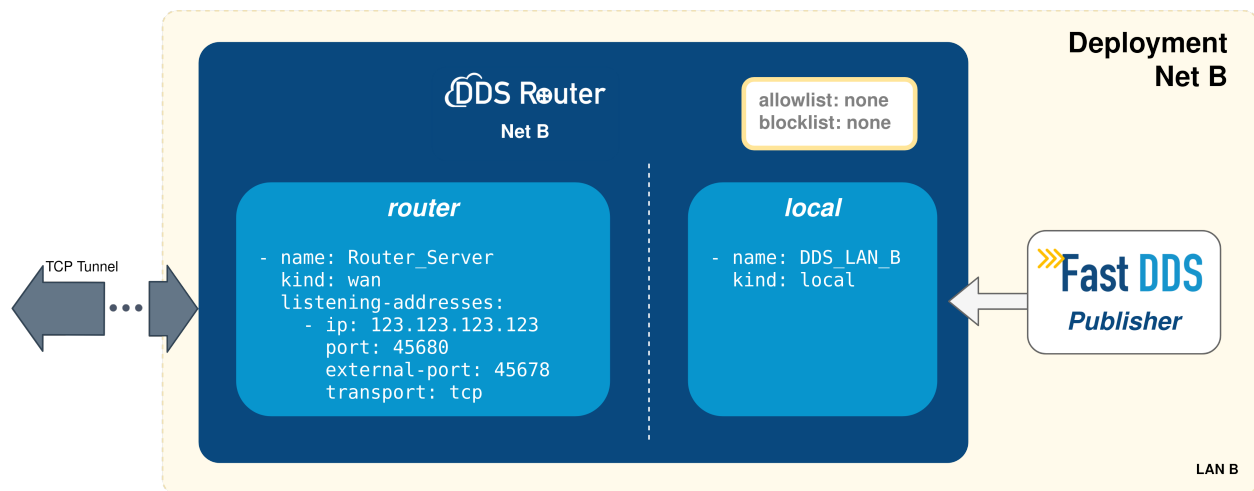 Deployment
Net B
DDS Router
Net B
allowlist: none
blocklist: none
router
- name: Router_Server
kind: wan
listening-addresses:
- ip: 123.123.123.123
port: 45680
external-port: 45678
transport: tcp
local
- name: DDS_LAN_B
kind: local
TCP Tunnel
Fast DDS
Publisher
LAN B